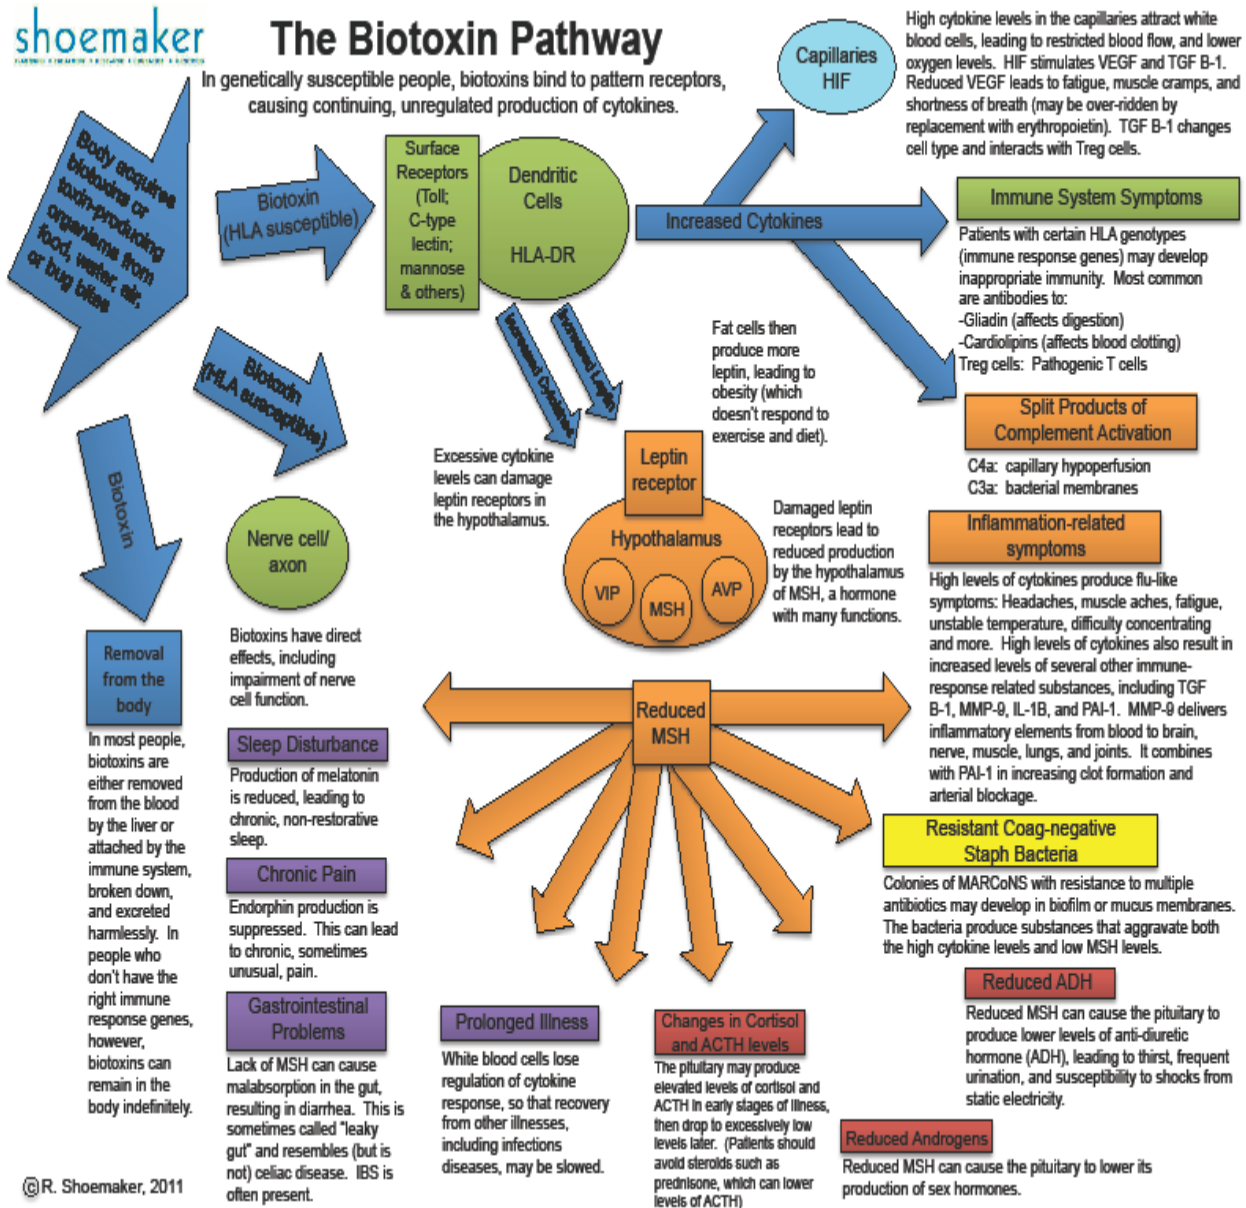 shoemaker
The Biotoxin Pathway
In genetically susceptible people, biotoxins bind to pattern receptors,
causing continuing, unregulated production of cytokines.
Body acquires
biotoxins or
toxin-producing
organisms from
food, water, air,
or bug bites
Biotoxin
(HLA susceptible)
Surface
Receptors
(Toll;
C-type
lectin;
mannose
& others)
Dendritic
Cells
HLA-DR
Increased Cytokines
Capillaries
HIF
High cytokine levels in the capillaries attract white
blood cells, leading to restricted blood flow, and lower
oxygen levels. HIF stimulates VEGF and TGF B-1.
Reduced VEGF leads to fatigue, muscle cramps, and
shortness of breath (may be over-ridden by
replacement with erythropoietin). TGF B-1 changes
cell type and interacts with Treg cells.
Immune System Symptoms
Patients with certain HLA genotypes
(immune response genes) may develop
inappropriate immunity. Most common
are antibodies to:
-Gliadin (affects digestion)
-Cardiolipins (affects blood clotting)
Treg cells: Pathogenic T cells
Split Products of
Complement Activation
C4a: capillary hypoperfusion
C3a: bacterial membranes
Inflammation-related
symptoms
High levels of cytokines produce flu-like
symptoms: Headaches, muscle aches, fatigue,
unstable temperature, difficulty concentrating
and more. High levels of cytokines also result in
increased levels of several other immune-
response related substances, including TGF
B-1, MMP-9, IL-1B, and PAI-1. MMP-9 delivers
inflammatory elements from blood to brain,
nerve, muscle, lungs, and joints. It combines
with PAI-1 in increasing clot formation and
arterial blockage.
Biotoxin
(HLA susceptible)
Biotoxin
Increased Cytokines
Increased Leptin
Fat cells then
produce more
leptin, leading to
obesity (which
doesn't respond to
exercise and diet).
Excessive cytokine
levels can damage
leptin receptors in
the hypothalamus.
Leptin
receptor
Hypothalamus
VIP
MSH
AVP
Damaged leptin
receptors lead to
reduced production
by the hypothalamus
of MSH, a hormone
with many functions.
Nerve cell/
axon
Biotoxins have direct
effects, including
impairment of nerve
cell function.
Removal
from the
body
In most people,
biotoxins are
either removed
from the blood
by the liver or
attached by the
immune system,
broken down,
and excreted
harmlessly. In
people who
don't have the
right immune
response genes,
however,
biotoxins can
remain in the
body indefinitely.
Reduced
MSH
Sleep Disturbance
Production of melatonin
is reduced, leading to
chronic, non-restorative
sleep.
Chronic Pain
Endorphin production is
suppressed. This can lead
to chronic, sometimes
unusual, pain.
Gastrointestinal
Problems
Lack of MSH can cause
malabsorption in the gut,
resulting in diarrhea. This is
sometimes called "leaky
gut" and resembles (but is
not) celiac disease. IBS is
often present.
Prolonged Illness
White blood cells lose
regulation of cytokine
response, so that recovery
from other illnesses,
including infections
diseases, may be slowed.
Changes in Cortisol
and ACTH levels
The pituitary may produce
elevated levels of cortisol and
ACTH in early stages of illness,
then drop to excessively low
levels later. (Patients should
avoid steroids such as
prednisone, which can lower
levels of ACTH)
Resistant Coag-negative
Staph Bacteria
Colonies of MARCoNS with resistance to multiple
antibiotics may develop in biofilm or mucus membranes.
The bacteria produce substances that aggravate both
the high cytokine levels and low MSH levels.
Reduced ADH
Reduced MSH can cause the pituitary to
produce lower levels of anti-diuretic
hormone (ADH), leading to thirst, frequent
urination, and susceptibility to shocks from
static electricity.
Reduced Androgens
Reduced MSH can cause the pituitary to lower its
production of sex hormones.
©R. Shoemaker, 2011